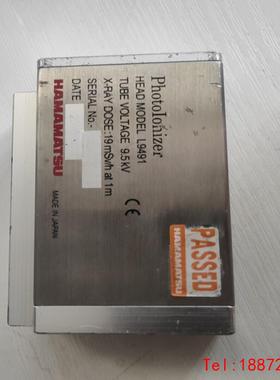 PhotoIonizer
HEAD MODEL L9491
TUBE VOLTAGE 9.5kV
X-RAY DOSE:19mSv/h at 1m
SERIAL No.-
DATE
CE
HAMAMATSU
MADE IN JAPAN
PASSED
HAMAMATSU
Tel:18872